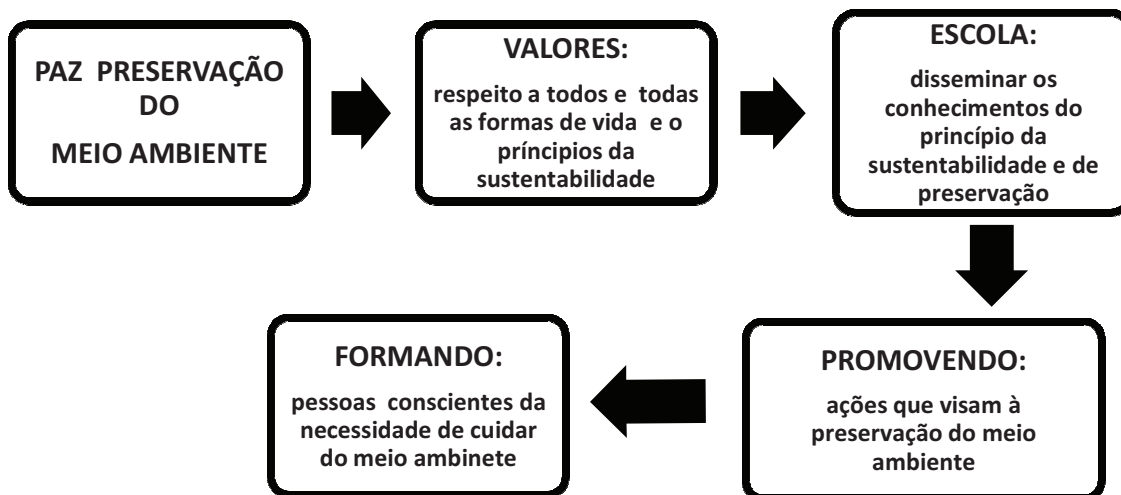 PAZ PRESERVAÇÃO
DO
MEIO AMBIENTE
VALORES:
respeito a todos e todas
as formas de vida e o
príncipios da
sustentabilidade
ESCOLA:
disseminar os
conhecimentos do
princípio da
sustentabilidade e de
preservação
PROMOVENDO:
ações que visam à
preservação do meio
ambiente
FORMANDO:
pessoas conscientes da
necessidade de cuidar
do meio ambinete